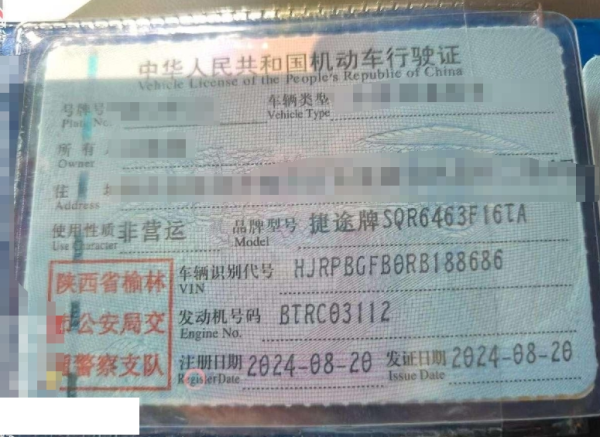 中华人民共和国机动车行驶证
Vehicle License of the People's Republic of China
号牌号 车辆类型
Plate No. Vehicle Type
所有
Owner
住
Address
使用性质 非营运 品牌型号 捷途牌SQR6463F16TA
Use Character Model
车辆识别代号 HJRPBGFB0RB188686
VIN
发动机号码 BTRC03112
Engine No.
注册日期 2024-08-20 发证日期 2024-08-20
Register Date Issue Date
陕西省榆林
市公安局交
警察支队